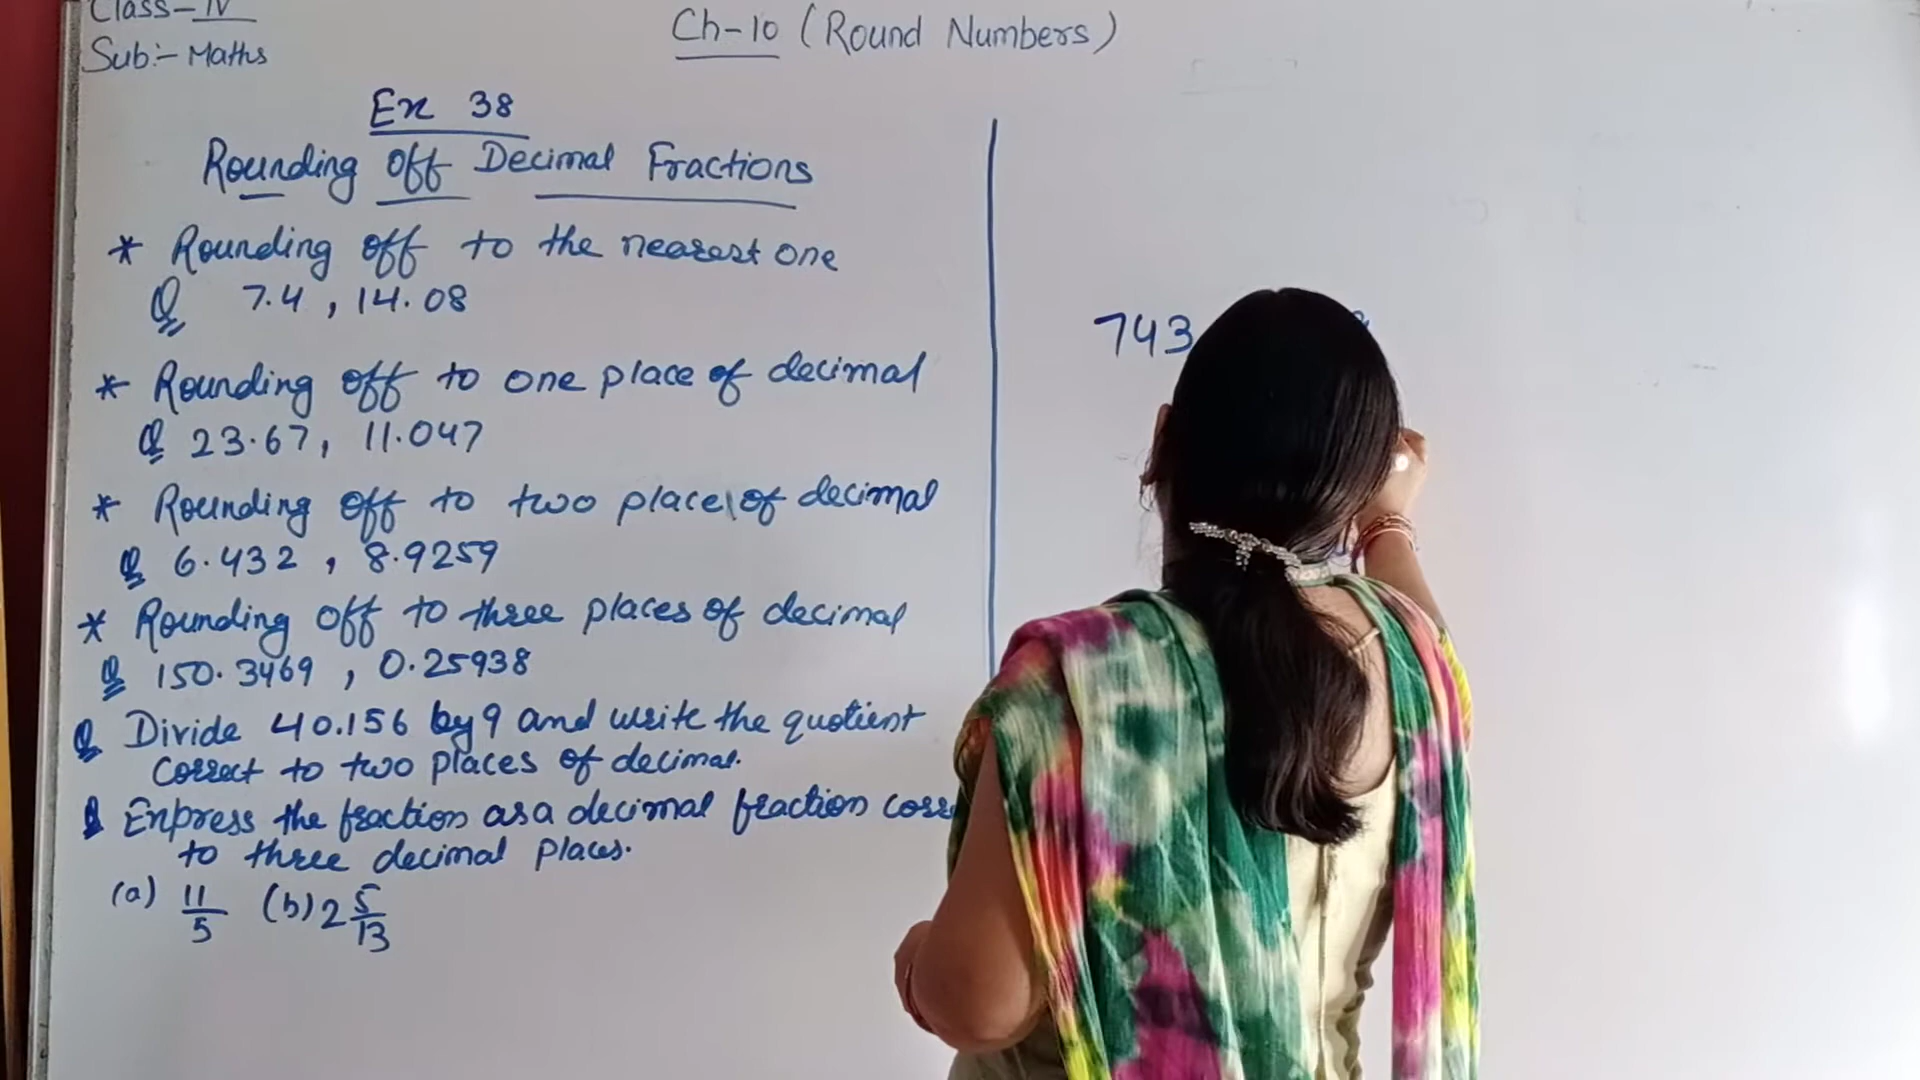 Class-IV
Sub:- Maths
Ch-10 (Round Numbers)
Ex 38
Rounding off Decimal Fractions
* Rounding off to the nearest one
Q 7.4, 14.08
* Rounding off to one place of decimal
Q 23.67, 11.047
* Rounding off to two place of decimal
Q 6.432, 8.9259
* Rounding off to three places of decimal
Q 150.3469, 0.25938
Q Divide 40.156 by 9 and write the quotient
correct to two places of decimal.
Q Express the fraction as a decimal fraction corr
to three decimal places.
(a) 11/5 (b) 2 5/13
743